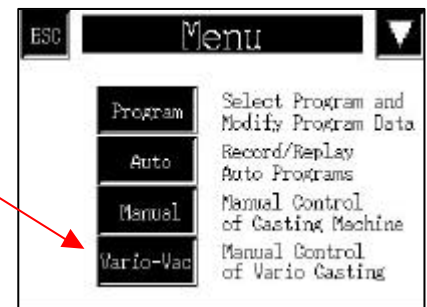 ESC Menu
Program Select Program and
Modify Program Data
Auto Record/Replay
Auto Programs
Manual Manual Control
of Casting Machine
Vario-Vac Manual Control
of Vario Casting